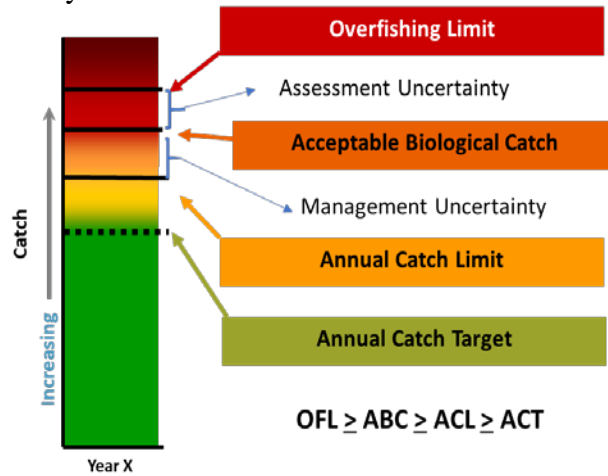 Overfishing Limit
Assessment Uncertainty
Acceptable Biological Catch
Management Uncertainty
Annual Catch Limit
Annual Catch Target
OFL ≥ ABC ≥ ACL ≥ ACT
Catch
Increasing
Year X